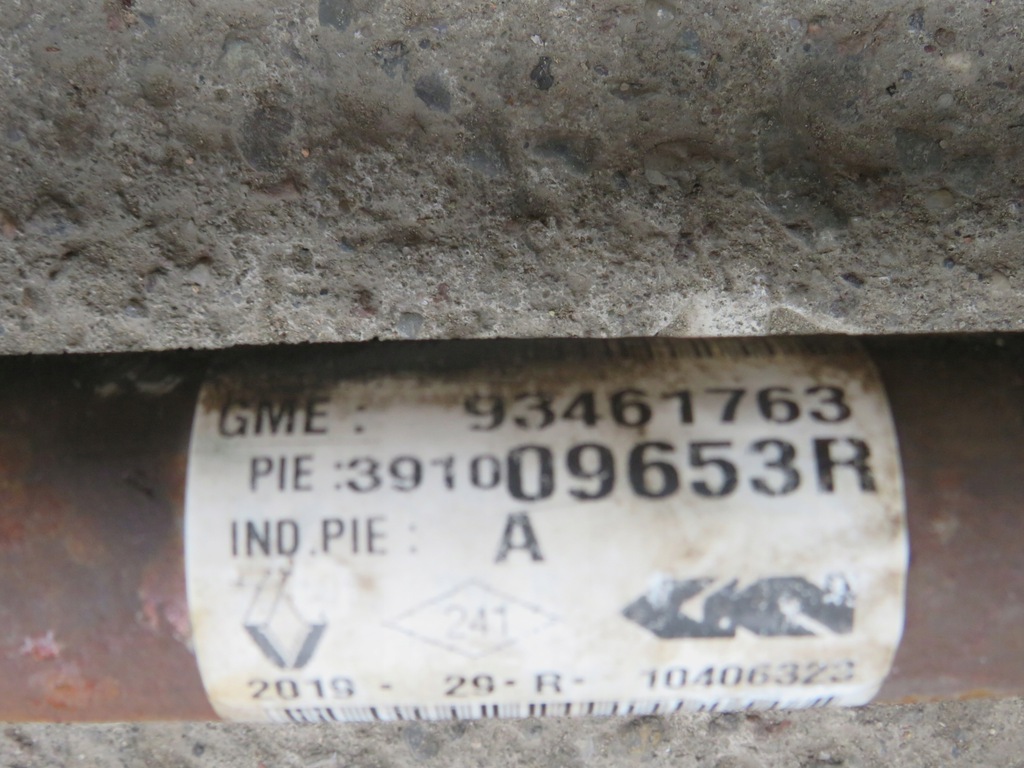 GME : 93461763
PIE :391009653R
IND.PIE : A
241
2019 - 29-R- 10406323